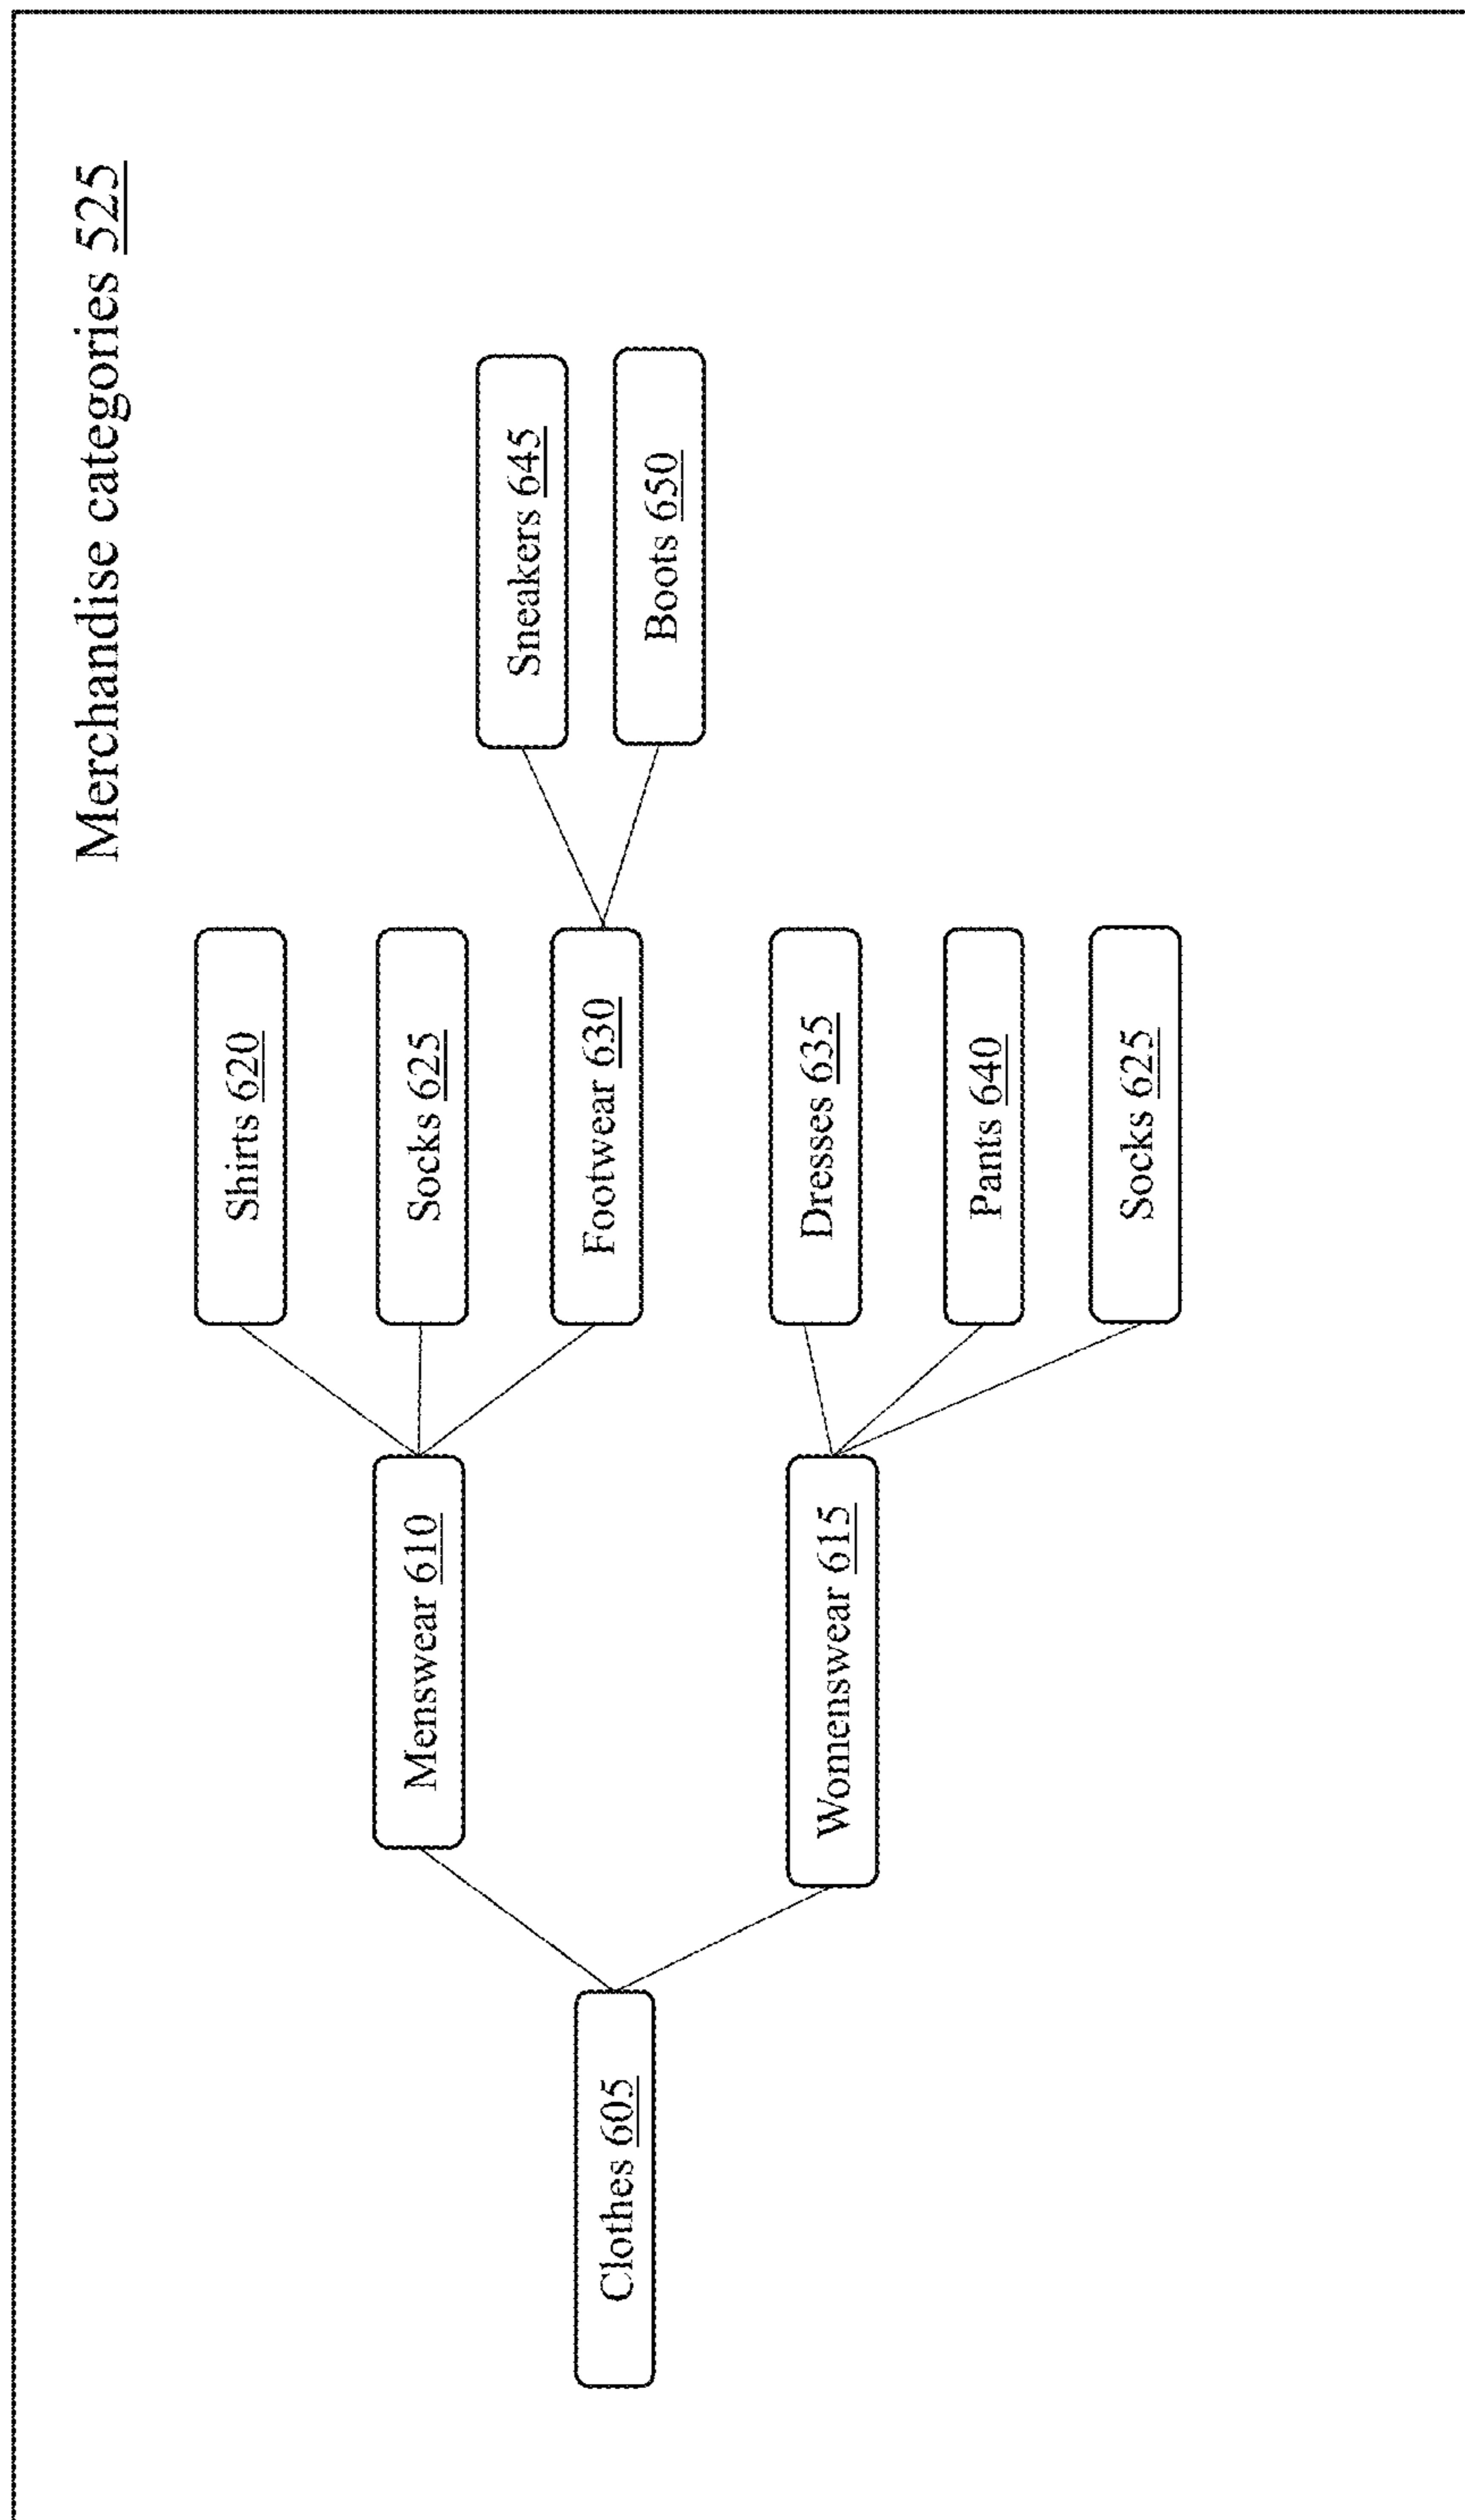 Merchandise categories 525
Clothes 605
Menswear 610
Womenswear 615
Shirts 620
Socks 625
Footwear 630
Dresses 635
Pants 640
Socks 625
Sneakers 645
Boots 650